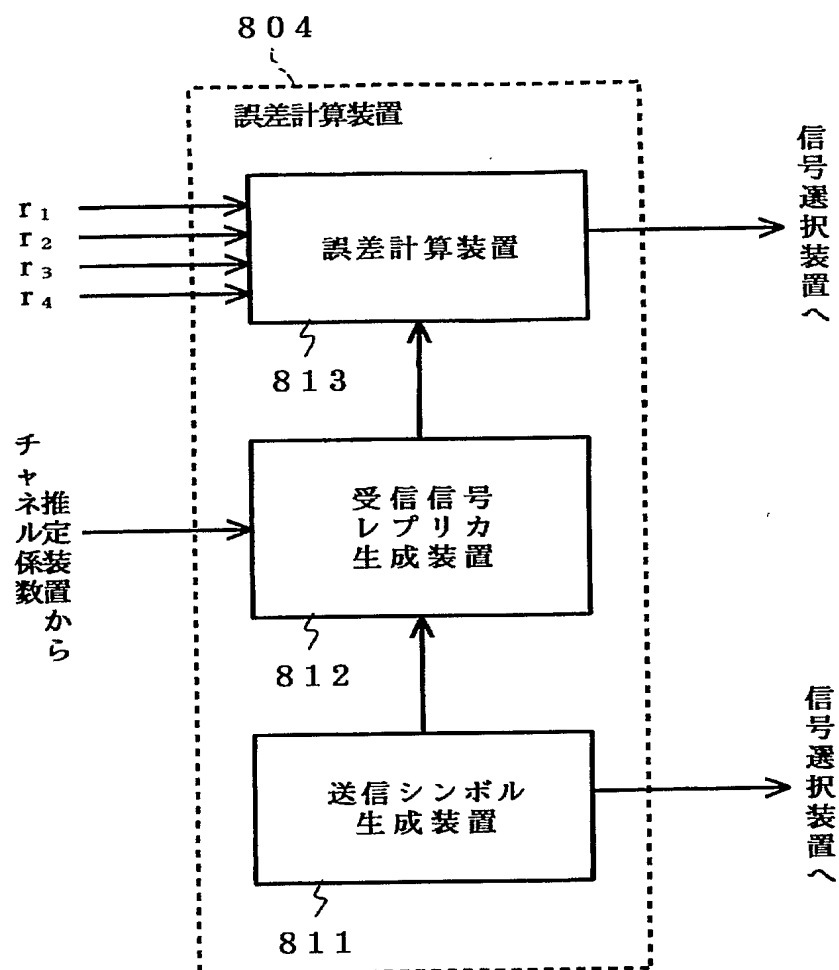 804
誤差計算装置
r₁
r₂
r₃
r₄
誤差計算装置
信号選択装置へ
813
チャネル係数
推定装置から
受信信号
レプリカ
生成装置
812
送信シンボル
生成装置
信号選択装置へ
811